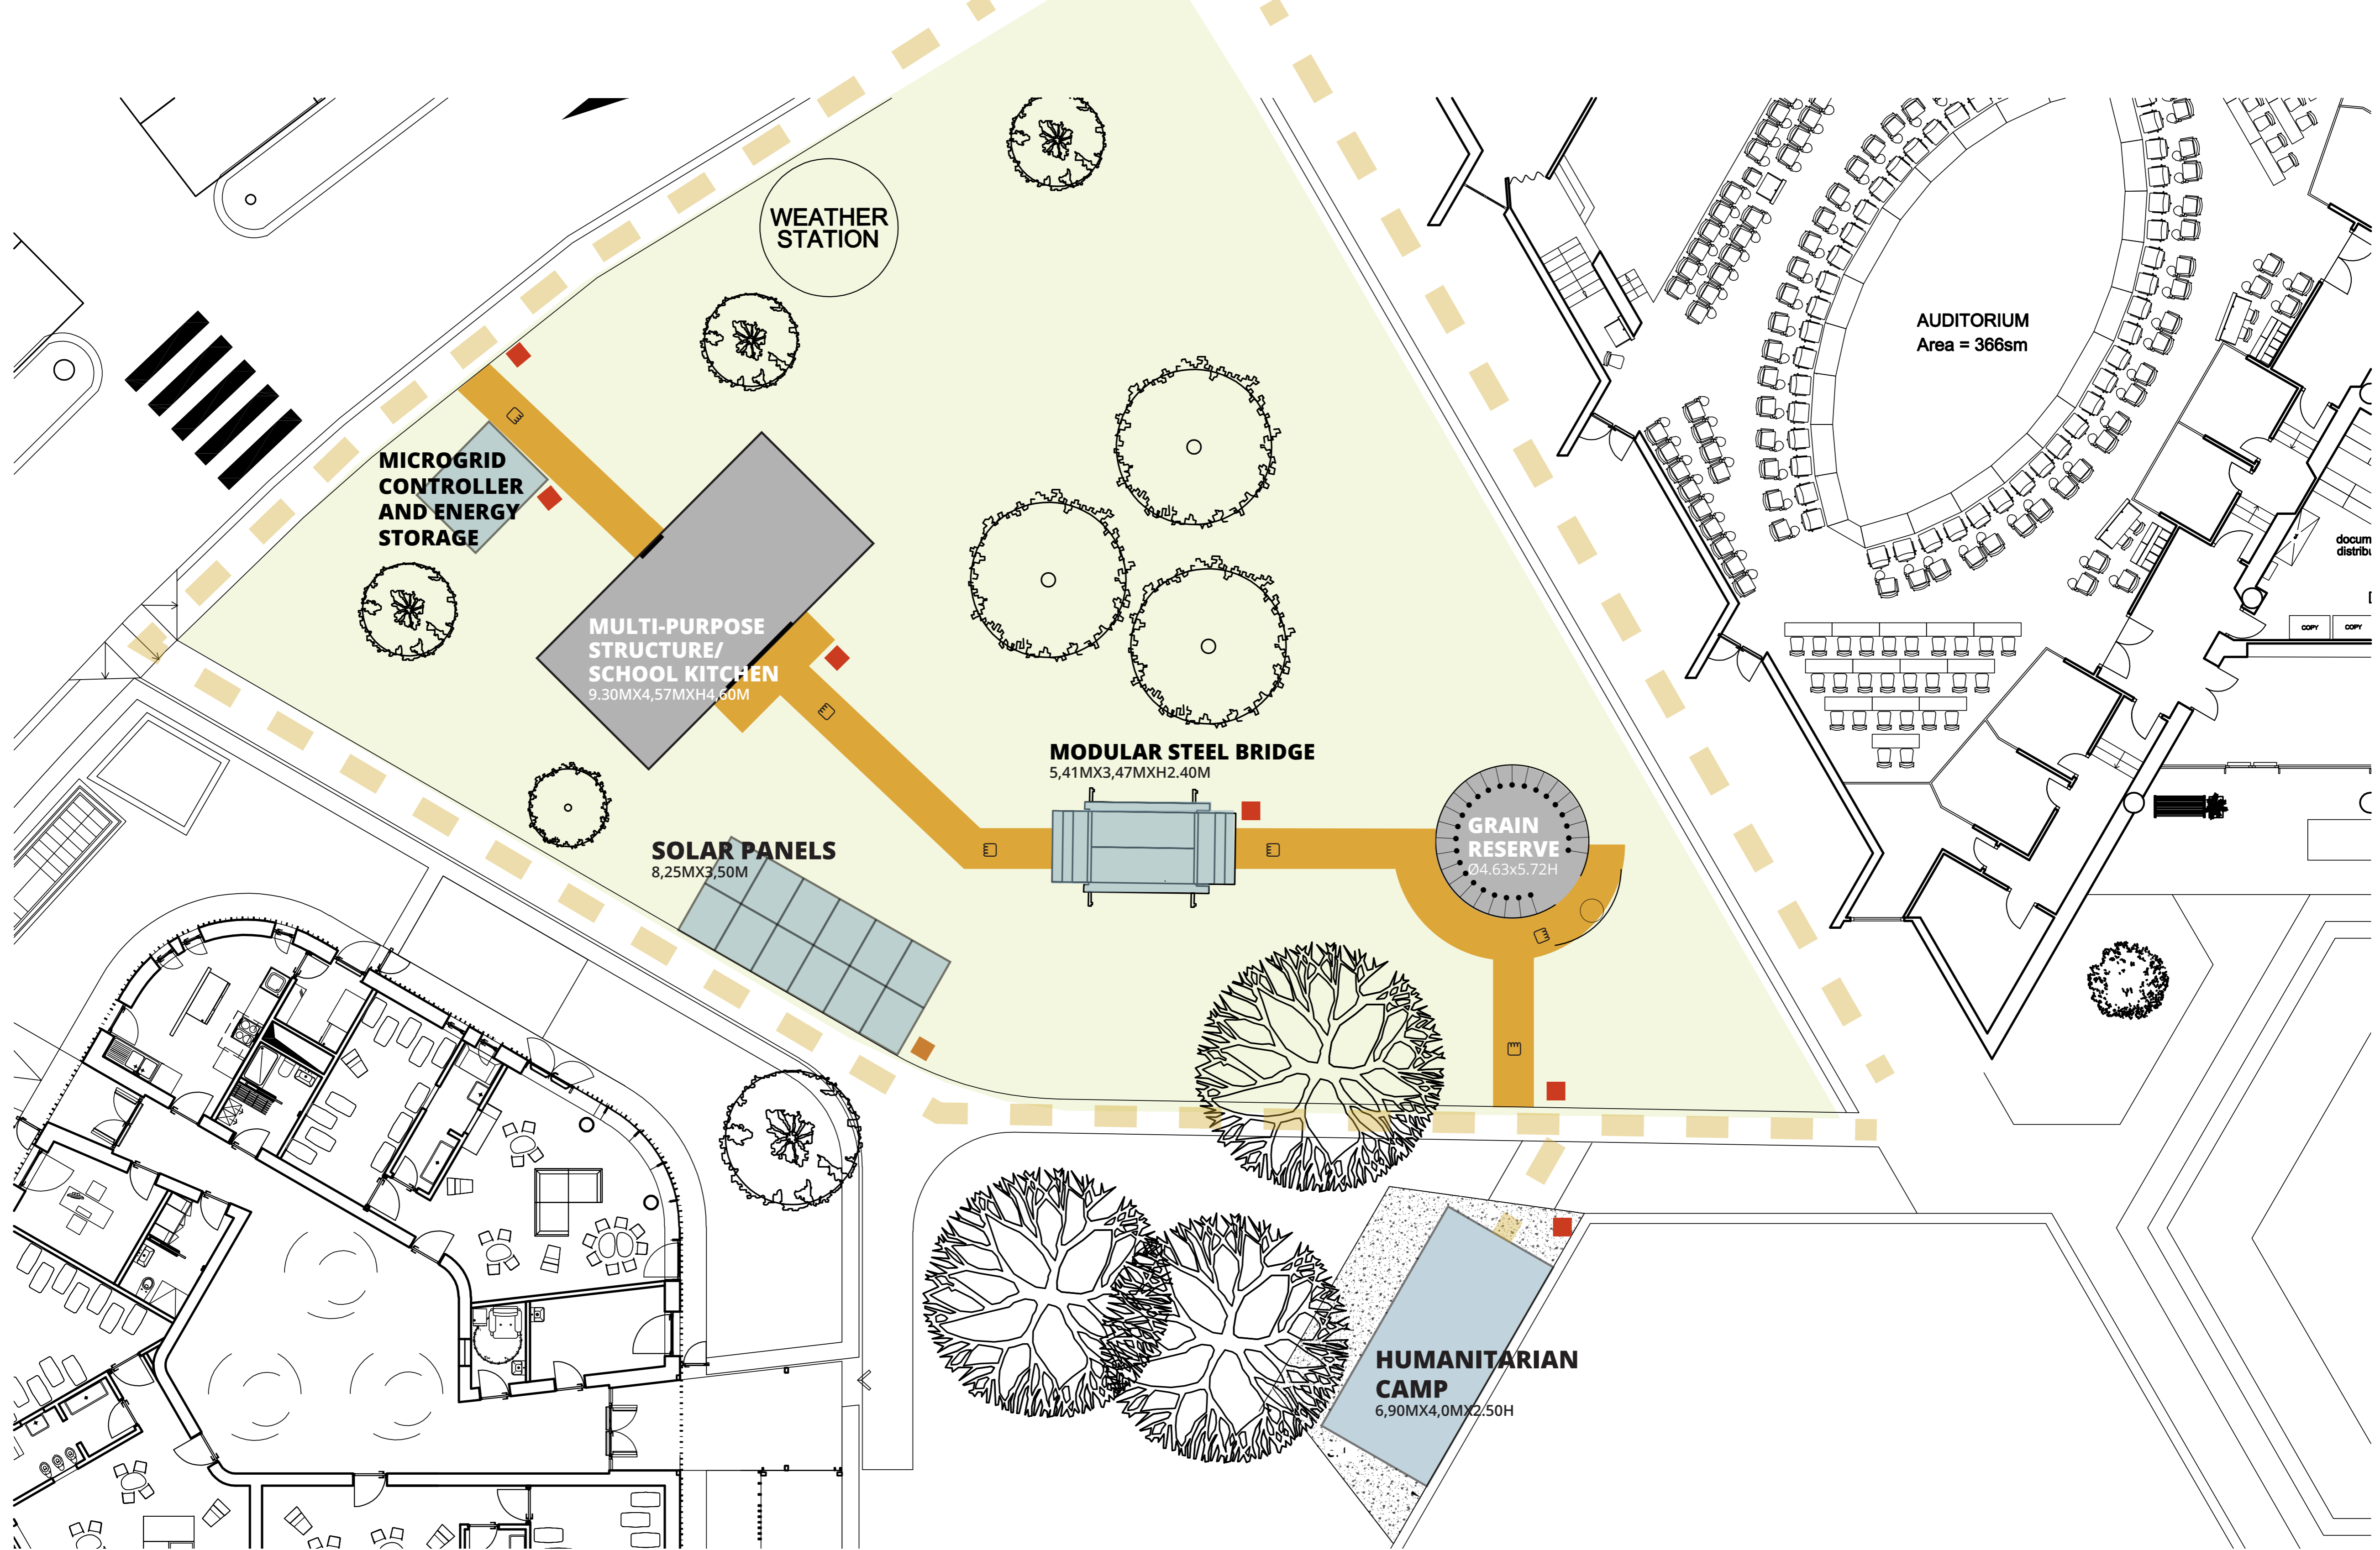 WEATHER
STATION
AUDITORIUM
Area = 366sm
MICROGRID
CONTROLLER
AND ENERGY
STORAGE
docum
distribu
MULTI-PURPOSE
STRUCTURE/
SCHOOL KITCHEN
9.30MX4,57MXH4,60M
COPY
COPY
MODULAR STEEL BRIDGE
5,41MX3,47MXH2.40M
GRAIN
RESERVE
Ø4.63x5.72H
SOLAR PANELS
8,25MX3,50M
HUMANITARIAN
CAMP
6,90MX4,0MX2.50H